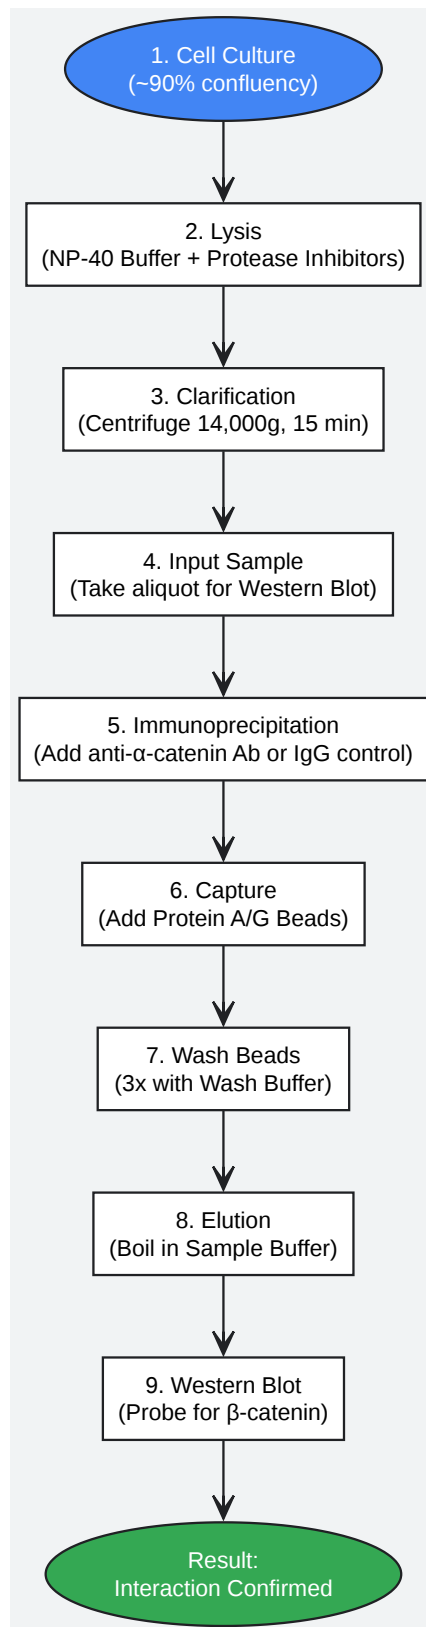 1. Cell Culture
(~90% confluency)
2. Lysis
(NP-40 Buffer + Protease Inhibitors)
3. Clarification
(Centrifuge 14,000g, 15 min)
4. Input Sample
(Take aliquot for Western Blot)
5. Immunoprecipitation
(Add anti-α-catenin Ab or IgG control)
6. Capture
(Add Protein A/G Beads)
7. Wash Beads
(3x with Wash Buffer)
8. Elution
(Boil in Sample Buffer)
9. Western Blot
(Probe for β-catenin)
Result:
Interaction Confirmed